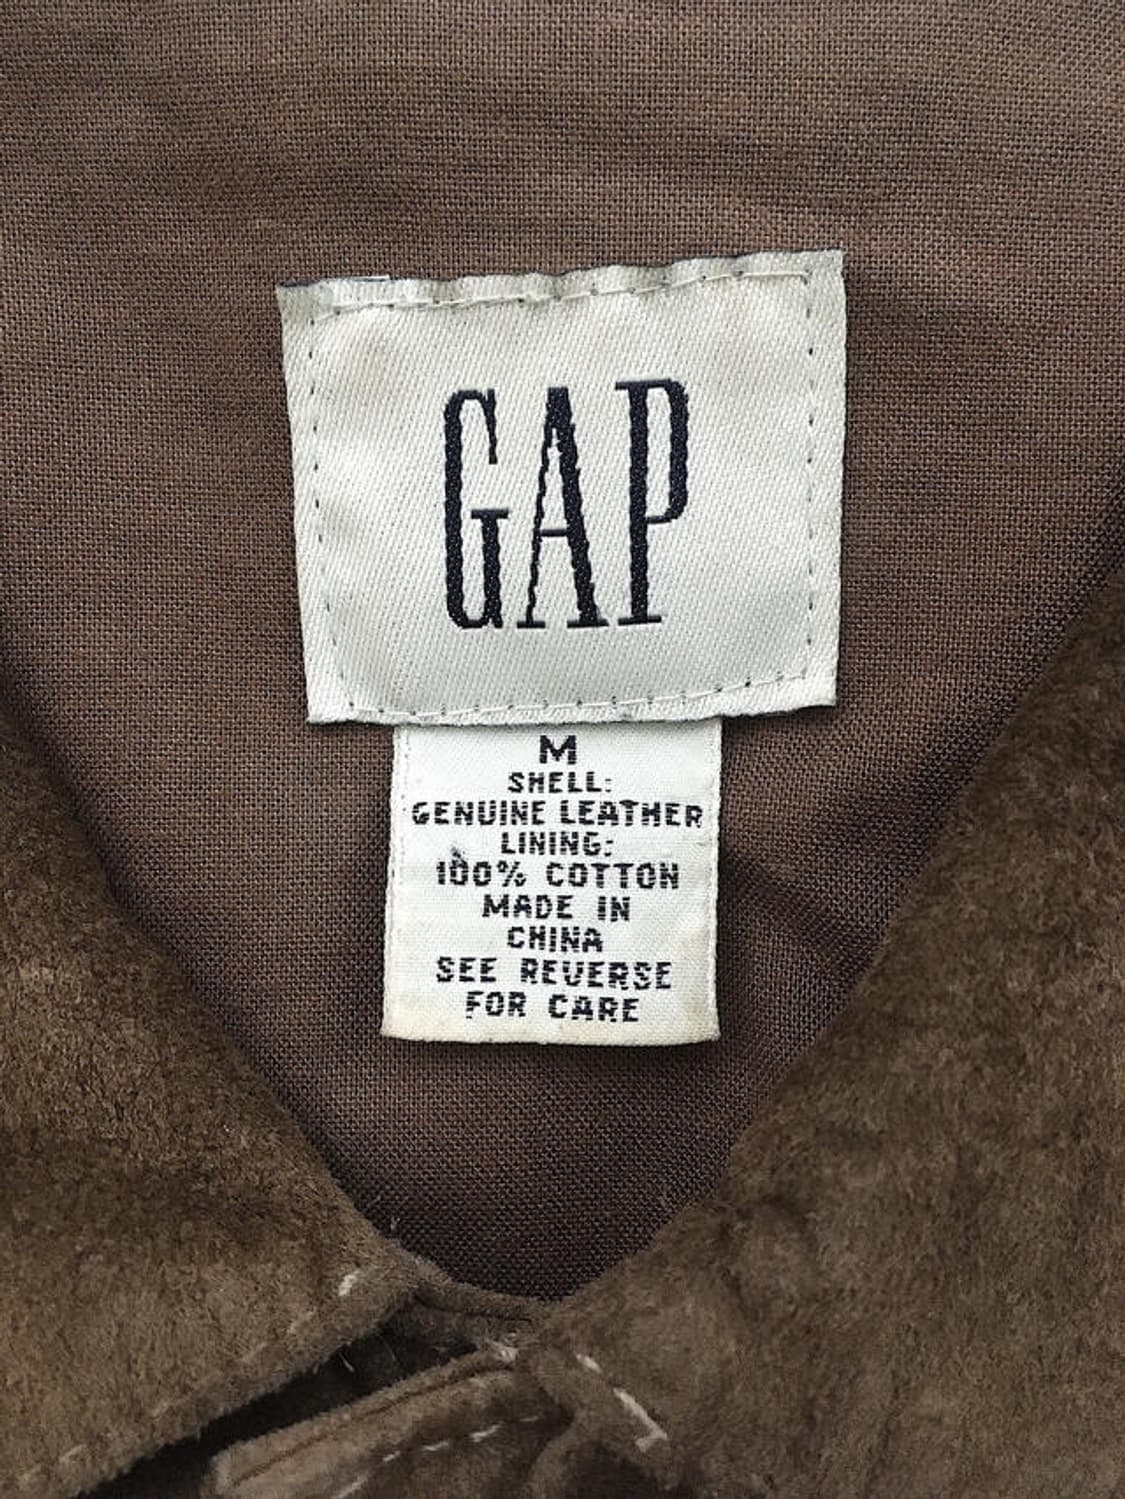 GAP
M
SHELL:
GENUINE LEATHER
LINING:
100% COTTON
MADE IN
CHINA
SEE REVERSE
FOR CARE